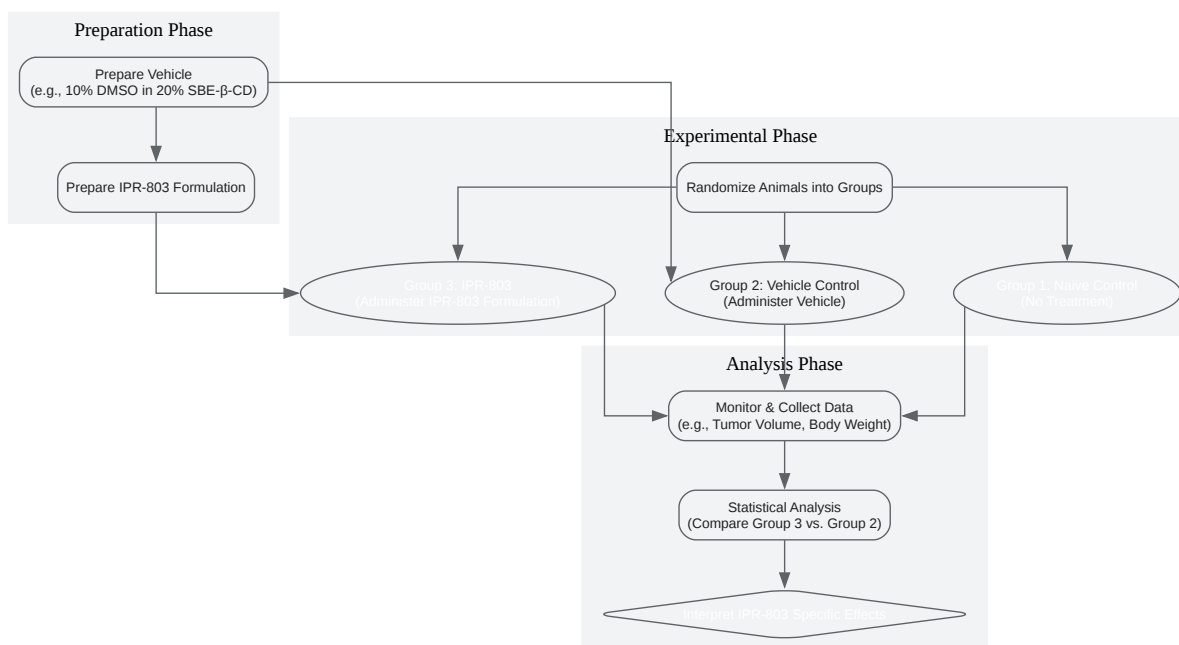 Preparation Phase
Prepare Vehicle
(e.g., 10% DMSO in 20% SBE-β-CD)
Prepare IPR-803 Formulation
Experimental Phase
Randomize Animals into Groups
Group 3: IPR-803
(Administer IPR-803 Formulation)
Group 2: Vehicle Control
(Administer Vehicle)
Group 1: Naive Control
(No Treatment)
Analysis Phase
Monitor & Collect Data
(e.g., Tumor Volume, Body Weight)
Statistical Analysis
(Compare Group 3 vs. Group 2)
Interpret IPR-803 Specific Effects